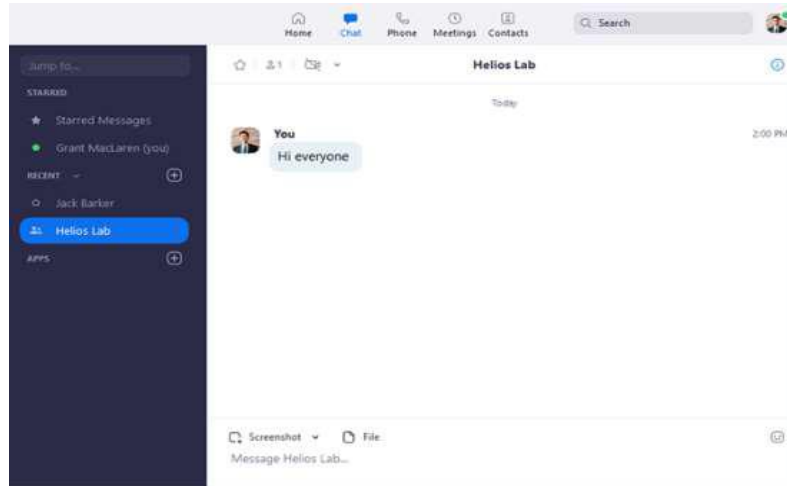 Home Chat Phone Meetings Contacts
Search
Jump to...
STARRED
Starred Messages
Grant MacLaren (you)
RECENT
Jack Barker
Helios Lab
APPS
1
Helios Lab
Today
You
2:00 PM
Hi everyone
Screenshot File
Message Helios Lab...